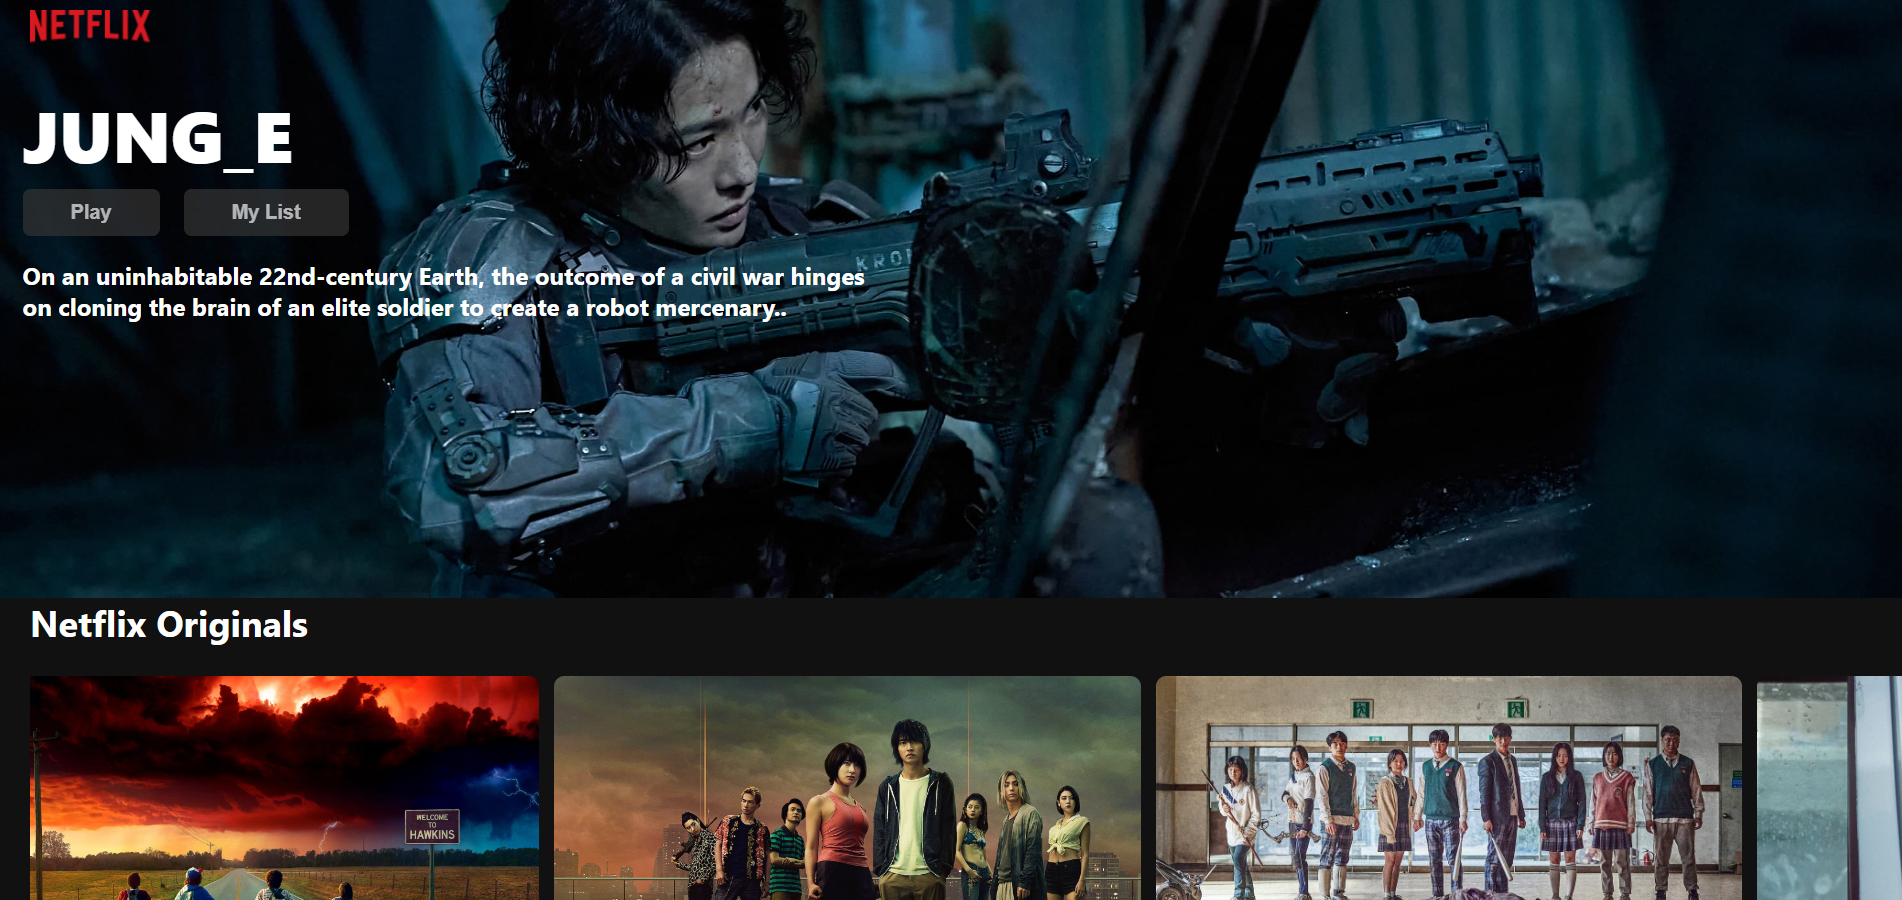 NETFLIX
JUNG_E
Play
My List
On an uninhabitable 22nd-century Earth, the outcome of a civil war hinges
on cloning the brain of an elite soldier to create a robot mercenary..
KRO
Netflix Originals
WELCOME
TO
HAWKINS